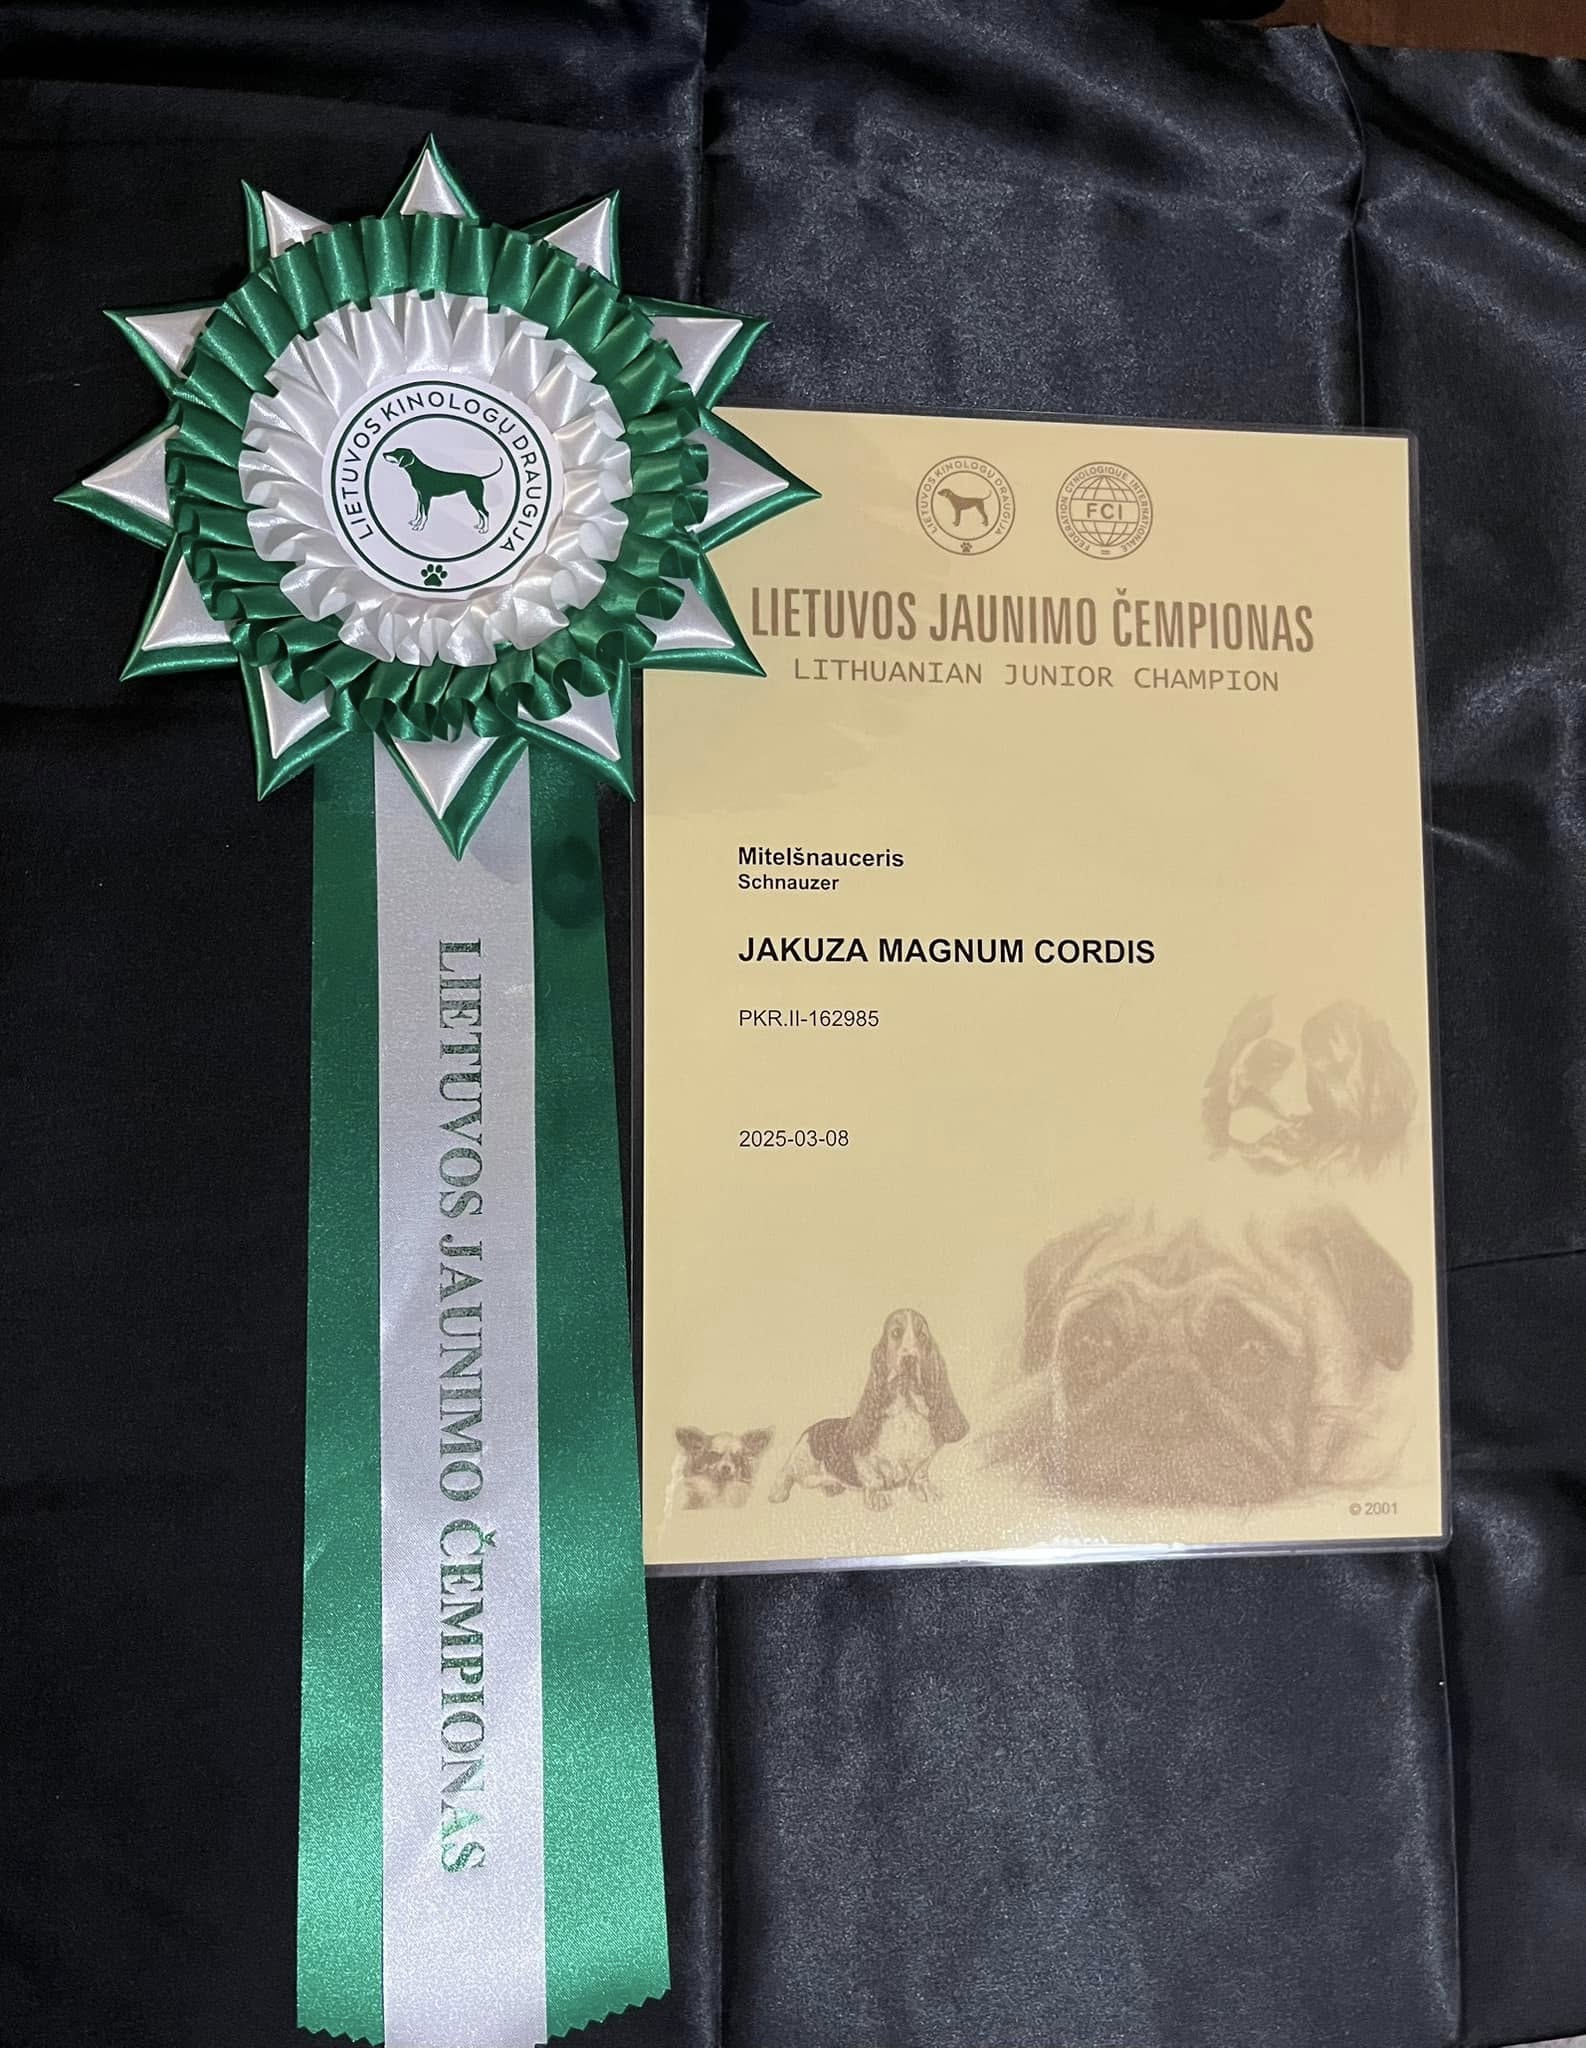 LIETUVOS KINOLOGŲ DRAUGIJA
LIETUVOS JAUNIMO ČEMPIONAS
LIETUVOS KINOLOGŲ DRAUGIJA
FEDERATION CYNOLOGIQUE INTERNATIONALE
FCI
LIETUVOS JAUNIMO ČEMPIONAS
LITHUANIAN JUNIOR CHAMPION
Mitelšnauceris
Schnauzer
JAKUZA MAGNUM CORDIS
PKR.II-162985
2025-03-08
© 2001